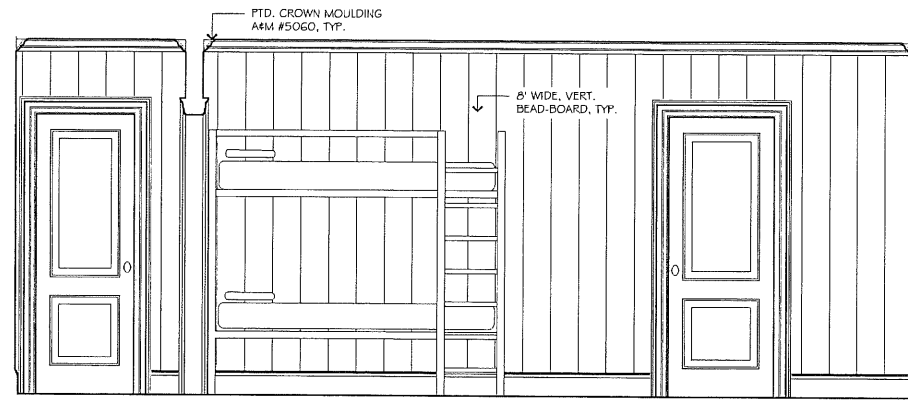 PTD. CROWN MOULDING
A&M #5060, TYP.
8' WIDE, VERT.
BEAD-BOARD, TYP.